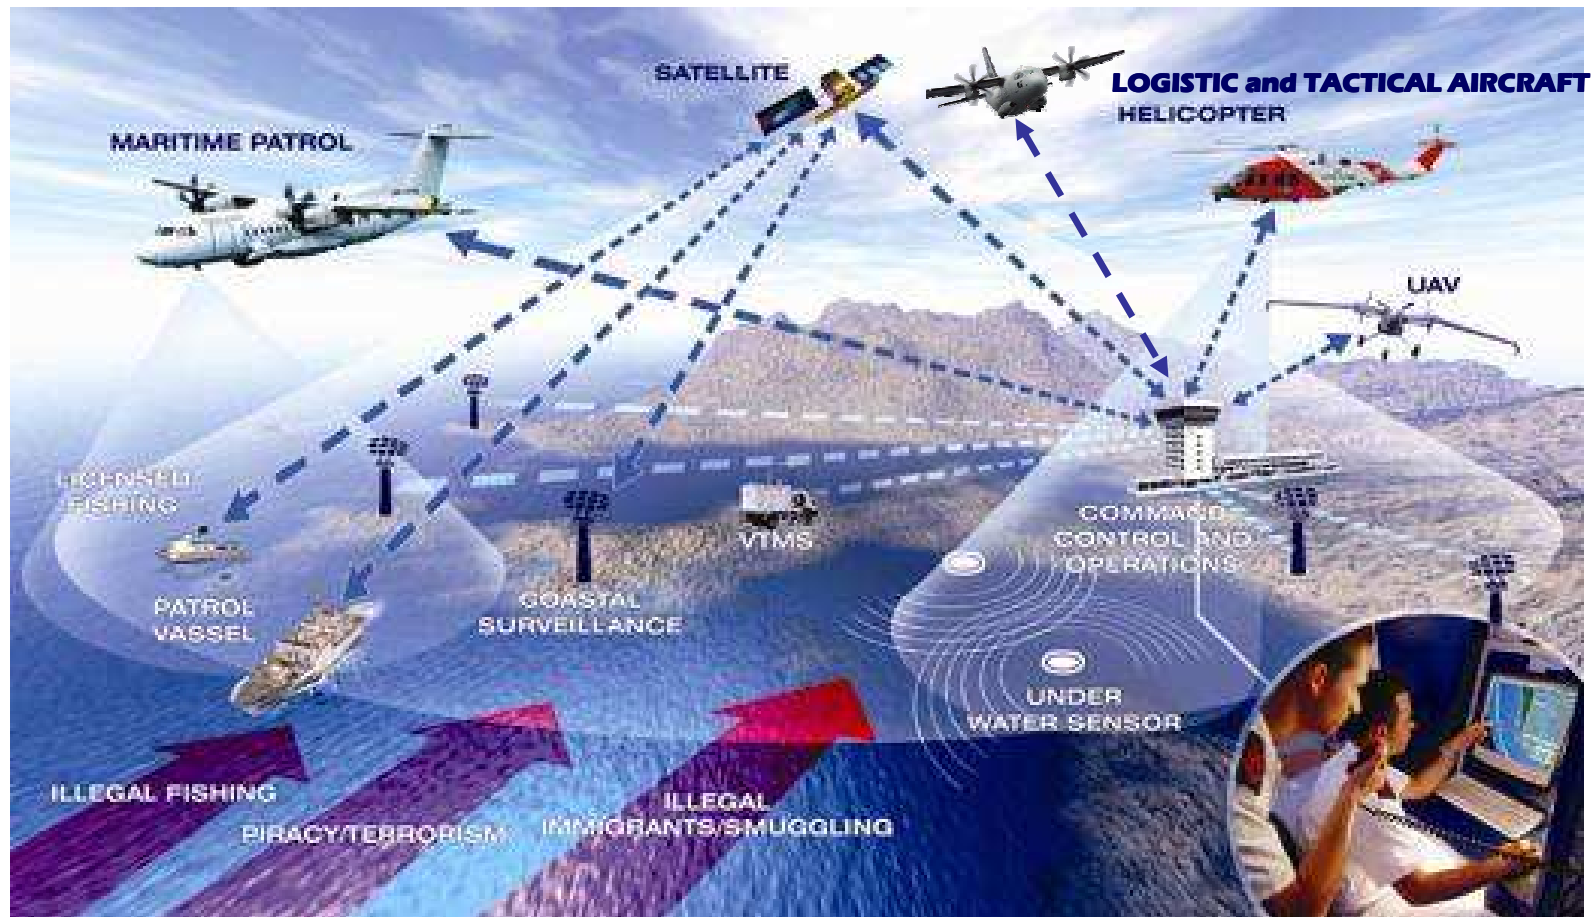 SATELLITE
LOGISTIC and TACTICAL AIRCRAFT
HELICOPTER
MARITIME PATROL
UAV
LICENSED
FISHING
COMMAND
CONTROL AND
OPERATIONS
VTMS
PATROL
VASSEL
COASTAL
SURVEILLANCE
UNDER
WATER SENSOR
ILLEGAL FISHING
PIRACY/TERRORISM
ILLEGAL
IMMIGRANTS/SMUGGLING